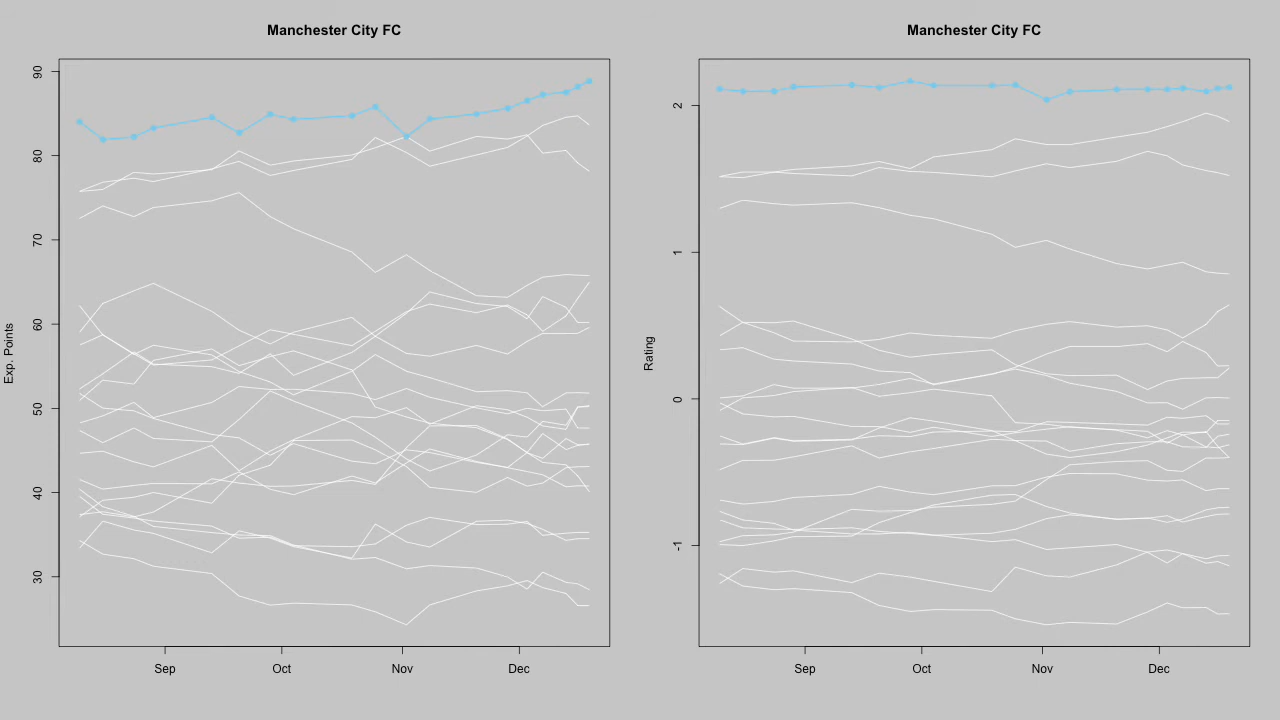 Manchester City FC
Exp. Points
90
80
70
60
50
40
30
Sep
Oct
Nov
Dec
Manchester City FC
Rating
2
1
0
-1
Sep
Oct
Nov
Dec